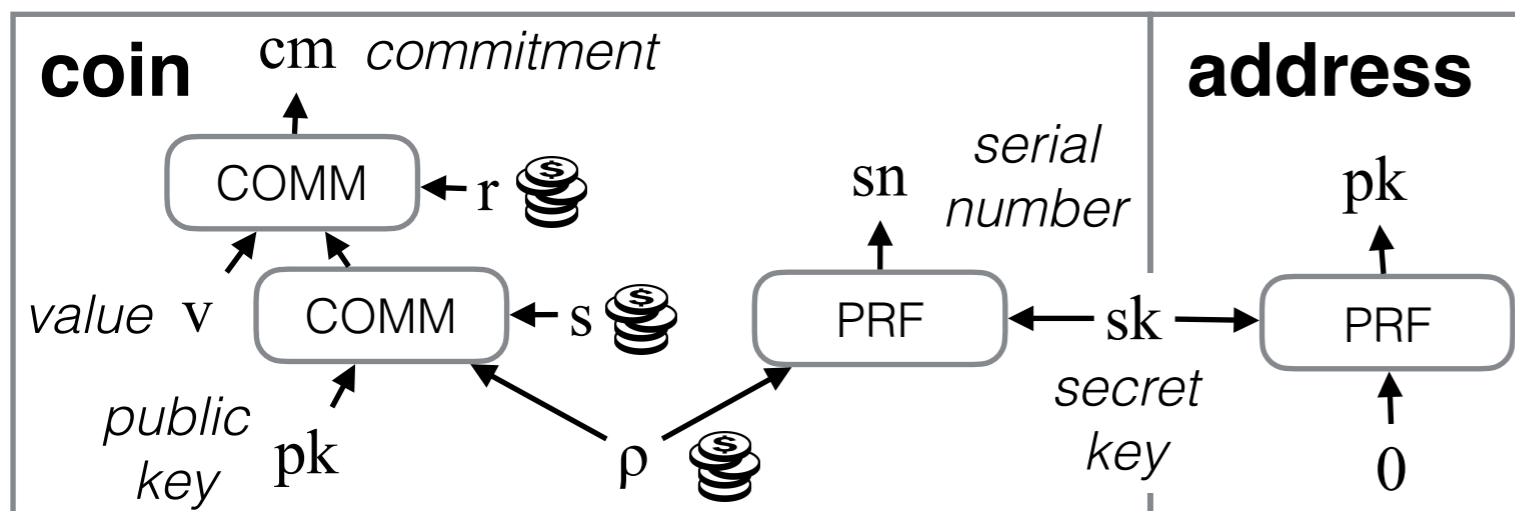 coin
cm commitment
address
COMM
r $
serial
number
sn
pk
value v
COMM
s $
PRF
sk
PRF
public
key
pk
ρ $
secret
key
0